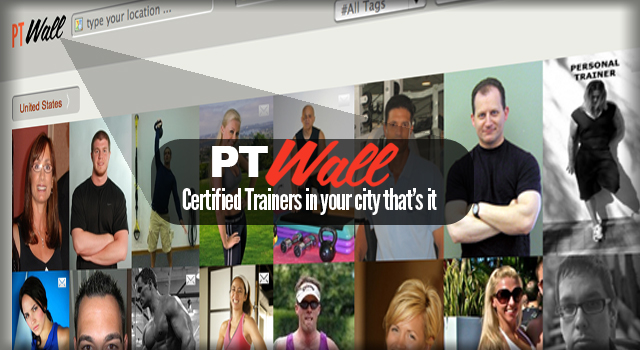 PT Wall
type your location ...
#All Tags
United States
PERSONAL
TRAINER
PT Wall
Certified Trainers in your city that's it